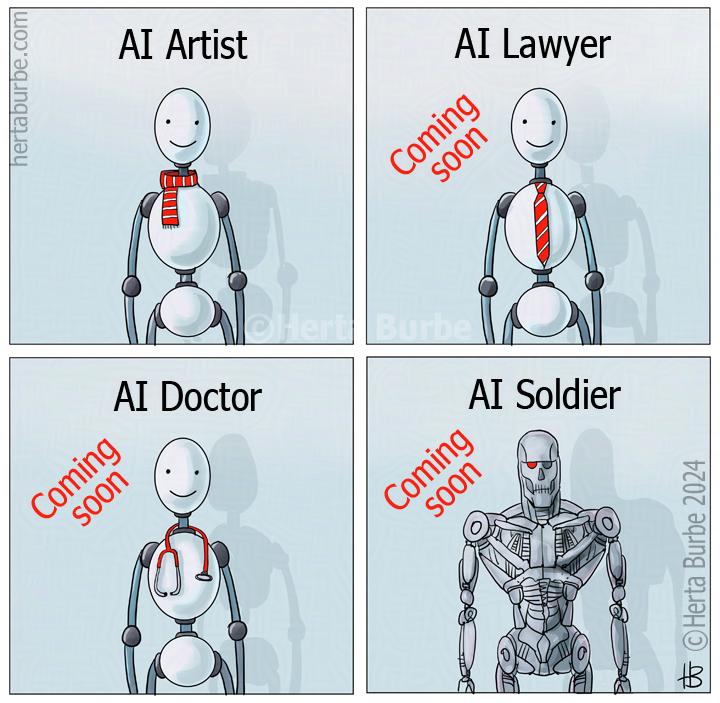 hertaburbe.com
AI Artist
AI Lawyer
Coming
soon
©Herta Burbe
AI Doctor
Coming
soon
AI Soldier
Coming
soon
©Herta Burbe 2024
HB